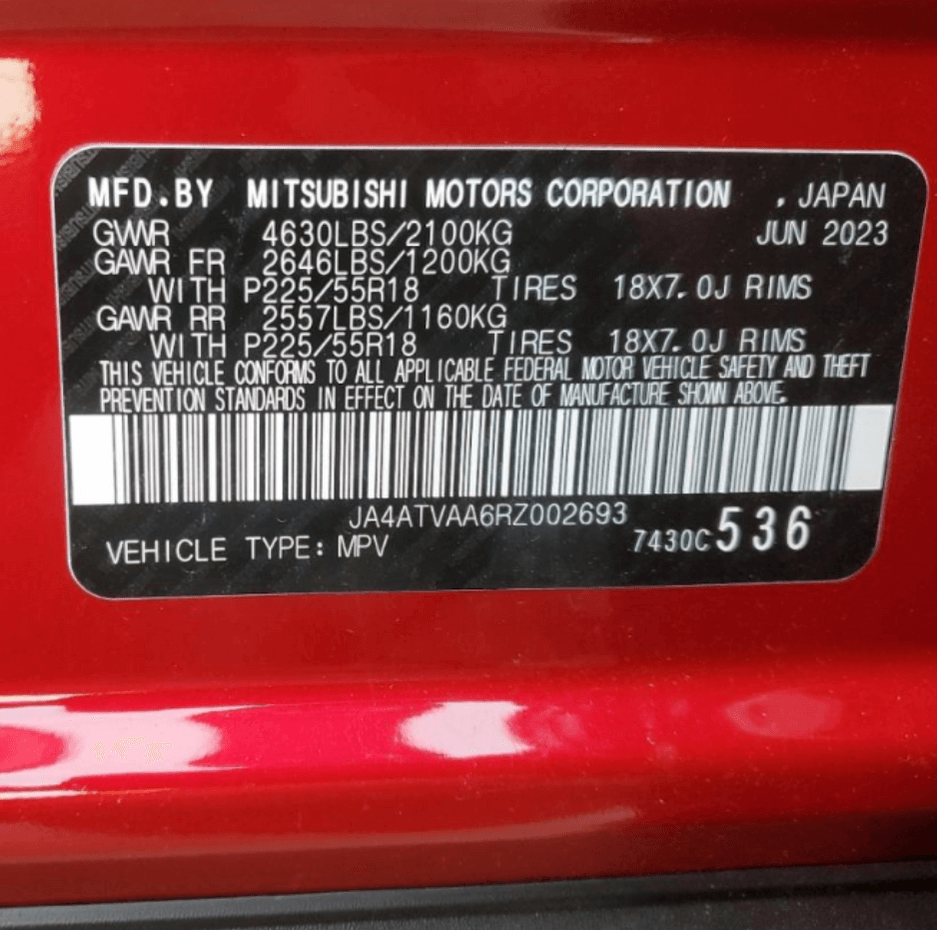 MFD.BY MITSUBISHI MOTORS CORPORATION , JAPAN
GWR 4630LBS/2100KG JUN 2023
GAWR FR 2646LBS/1200KG
WITH P225/55R18 TIRES 18X7.0J RIMS
GAWR RR 2557LBS/1160KG
WITH P225/55R18 TIRES 18X7.0J RIMS
THIS VEHICLE CONFORMS TO ALL APPLICABLE FEDERAL MOTOR VEHICLE SAFETY AND THEFT
PREVENTION STANDARDS IN EFFECT ON THE DATE OF MANUFACTURE SHOWN ABOVE.
JA4ATVAA6RZ002693
VEHICLE TYPE: MPV 7430C536